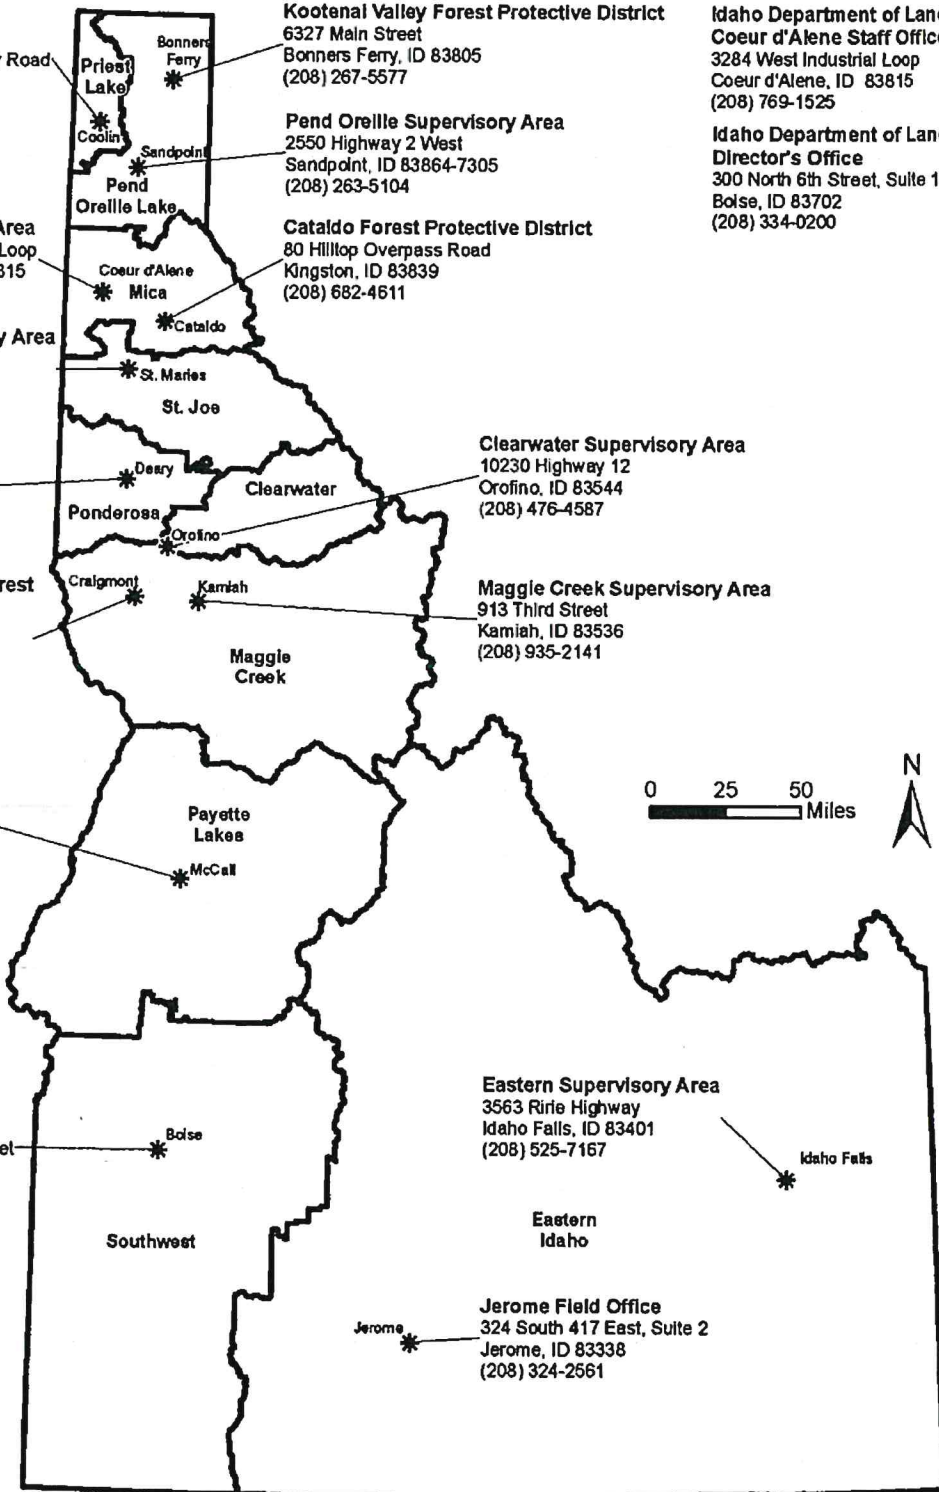 Kootenai Valley Forest Protective District
6327 Main Street
Bonners Ferry, ID 83805
(208) 267-5577
Idaho Department of Lan
Coeur d'Alene Staff Office
3284 West Industrial Loop
Coeur d'Alene, ID 83815
(208) 769-1525
Pend Oreille Supervisory Area
2550 Highway 2 West
Sandpoint, ID 83864-7305
(208) 263-5104
Idaho Department of Lan
Director's Office
300 North 6th Street, Suite 1
Boise, ID 83702
(208) 334-0200
Cataldo Forest Protective District
80 Hilltop Overpass Road
Kingston, ID 83839
(208) 682-4611
Road
Priest
Lake
Bonners
Ferry
Coolin
Sandpoint
Pend
Oreille Lake
Area
Loop
815
Coeur d'Alene
Mica
Cataldo
y Area
St. Maries
St. Joe
Deary
Ponderosa
Clearwater
Orofino
Clearwater Supervisory Area
10230 Highway 12
Orofino, ID 83544
(208) 476-4587
rest
Craigmont
Kamiah
Maggie
Creek
Maggie Creek Supervisory Area
913 Third Street
Kamiah, ID 83536
(208) 935-2141
0 25 50
Miles
N
Payette
Lakes
McCall
Eastern Supervisory Area
3563 Ririe Highway
Idaho Falls, ID 83401
(208) 525-7167
Idaho Falls
et
Boise
Southwest
Eastern
Idaho
Jerome
Jerome Field Office
324 South 417 East, Suite 2
Jerome, ID 83338
(208) 324-2561